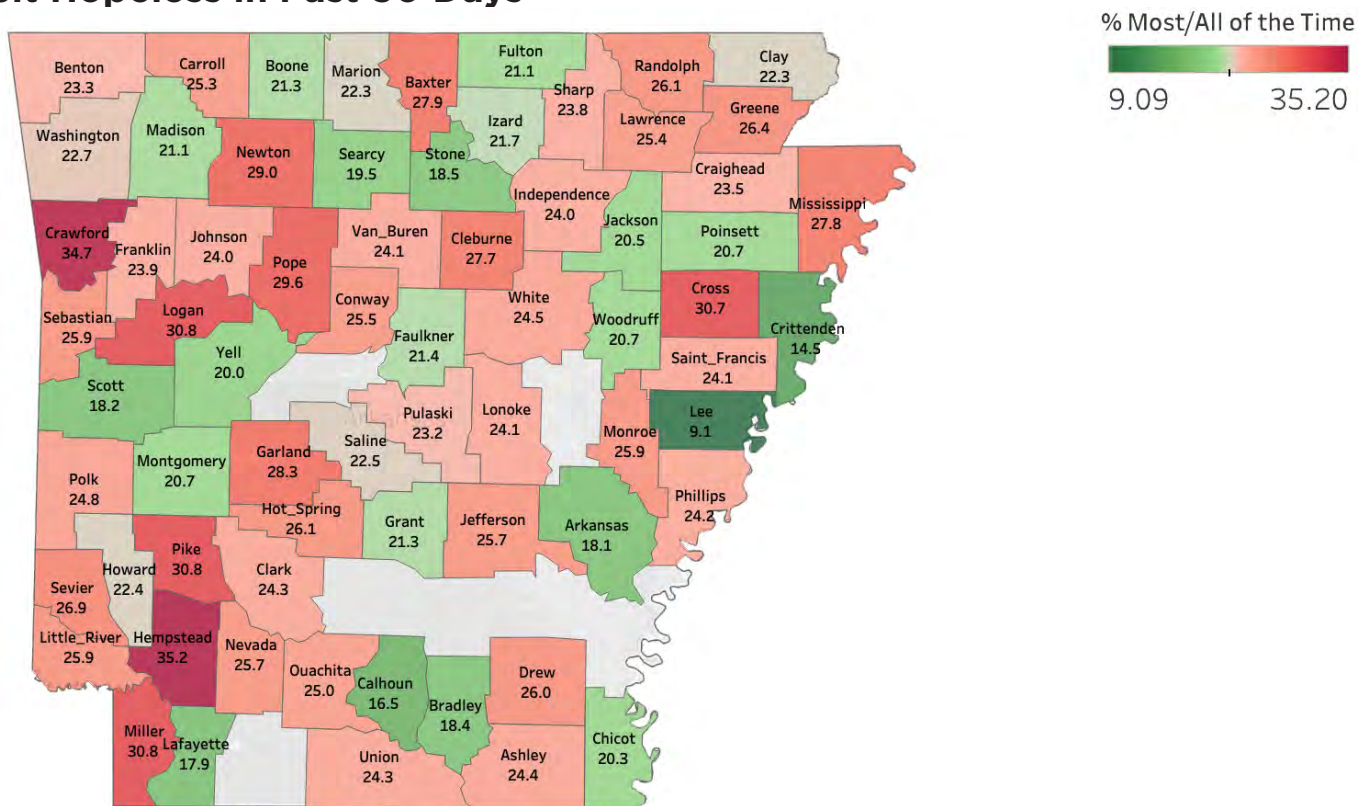 Hopeless in Past 30 Days
% Most/All of the Time
9.09 35.20
Benton
23.3
Carroll
25.3
Boone
21.3
Marion
22.3
Baxter
27.9
Fulton
21.1
Sharp
23.8
Randolph
26.1
Clay
22.3
Washington
22.7
Madison
21.1
Newton
29.0
Searcy
19.5
Stone
18.5
Izard
21.7
Lawrence
25.4
Greene
26.4
Independence
24.0
Craighead
23.5
Mississippi
27.8
Crawford
34.7
Franklin
23.9
Johnson
24.0
Pope
29.6
Van_Buren
24.1
Cleburne
27.7
Jackson
20.5
Poinsett
20.7
Sebastian
25.9
Logan
30.8
Conway
25.5
Faulkner
21.4
White
24.5
Woodruff
20.7
Cross
30.7
Crittenden
14.5
Scott
18.2
Yell
20.0
Saint_Francis
24.1
Pulaski
23.2
Lonoke
24.1
Monroe
25.9
Lee
9.1
Polk
24.8
Montgomery
20.7
Garland
28.3
Saline
22.5
Hot_Spring
26.1
Grant
21.3
Jefferson
25.7
Arkansas
18.1
Phillips
24.2
Sevier
26.9
Howard
22.4
Pike
30.8
Clark
24.3
Little_River
25.9
Hempstead
35.2
Nevada
25.7
Ouachita
25.0
Calhoun
16.5
Bradley
18.4
Drew
26.0
Miller
30.8
Lafayette
17.9
Union
24.3
Ashley
24.4
Chicot
20.3